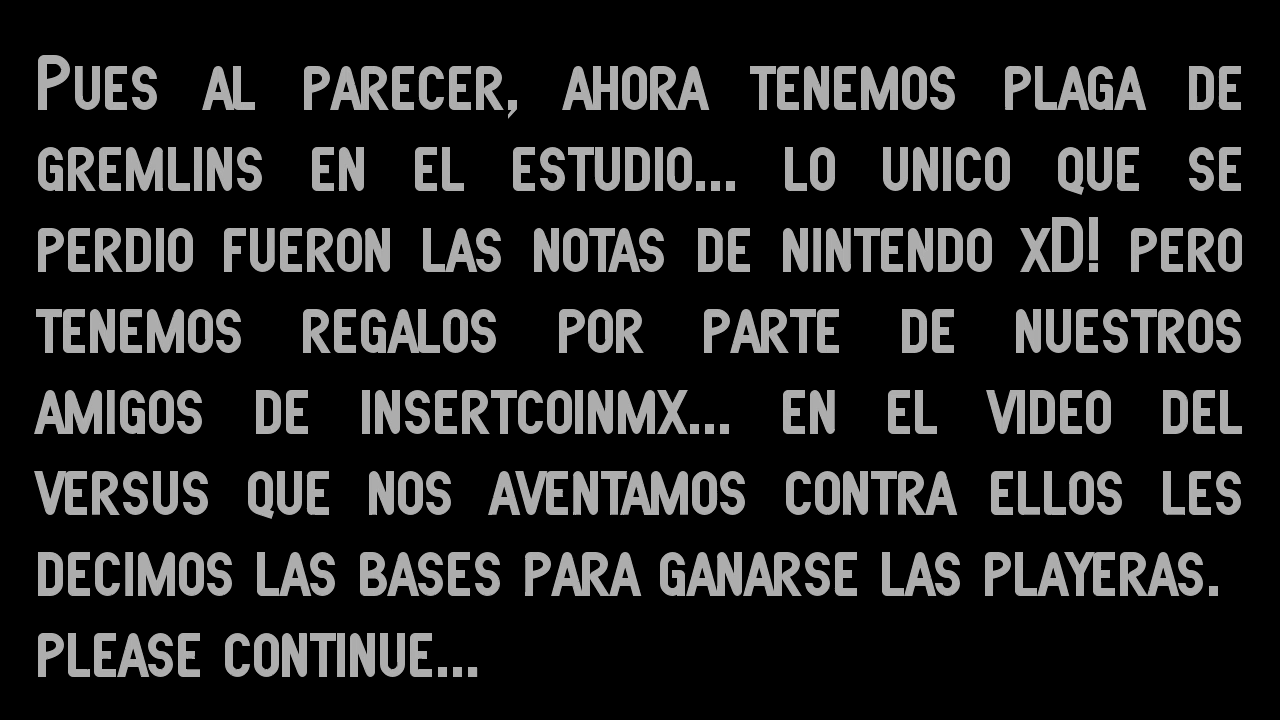 Pues al parecer, ahora tenemos plaga de
gremlins en el estudio... lo unico que se
perdio fueron las notas de nintendo xD! pero
tenemos regalos por parte de nuestros
amigos de insertcoinmx... en el video del
versus que nos aventamos contra ellos les
decimos las bases para ganarse las playeras.
please continue...